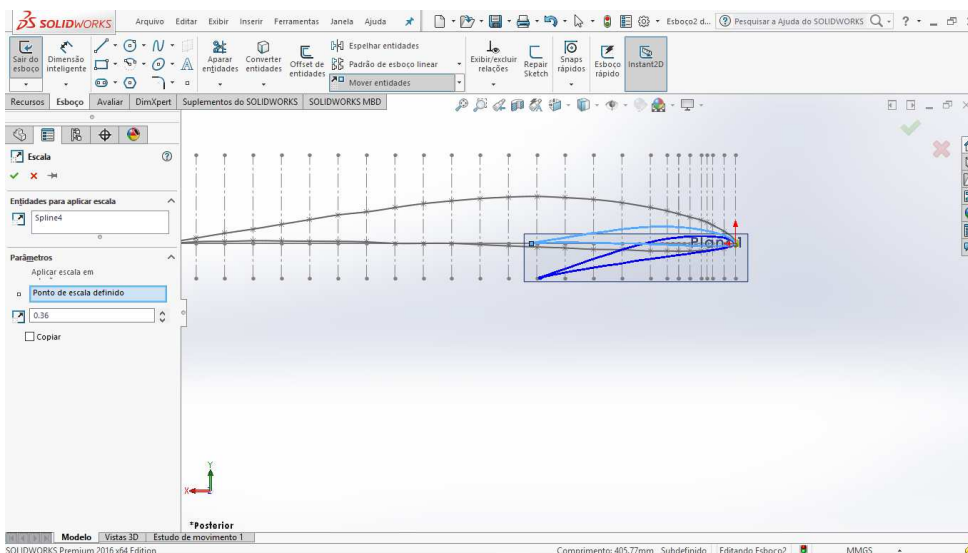 SOLIDWORKS Arquivo Editar Exibir Inserir Ferramentas Janela Ajuda Esboço2 d... Pesquisar a Ajuda do SOLIDWORKS
Sair do esboço
Dimensão inteligente
Aparar entidades
Converter entidades
Offset de entidades
Espelhar entidades
Padrão de esboço linear
Mover entidades
Exibir/excluir relações
Repair Sketch
Snaps rápidos
Esboço rápido
Instant2D
Recursos Esboço Avaliar DimXpert Suplementos do SOLIDWORKS SOLIDWORKS MBD
Escala
Entidades para aplicar escala
Spline4
Parâmetros
Aplicar escala em
Ponto de escala definido
0.36
Copiar
Y
X
Z
*Posterior
Modelo Vistas 3D Estudo de movimento 1
SOLIDWORKS Premium 2016 x64 Edition Comprimento: 405.77mm Subdefinido Editando Esboço2 MMGS